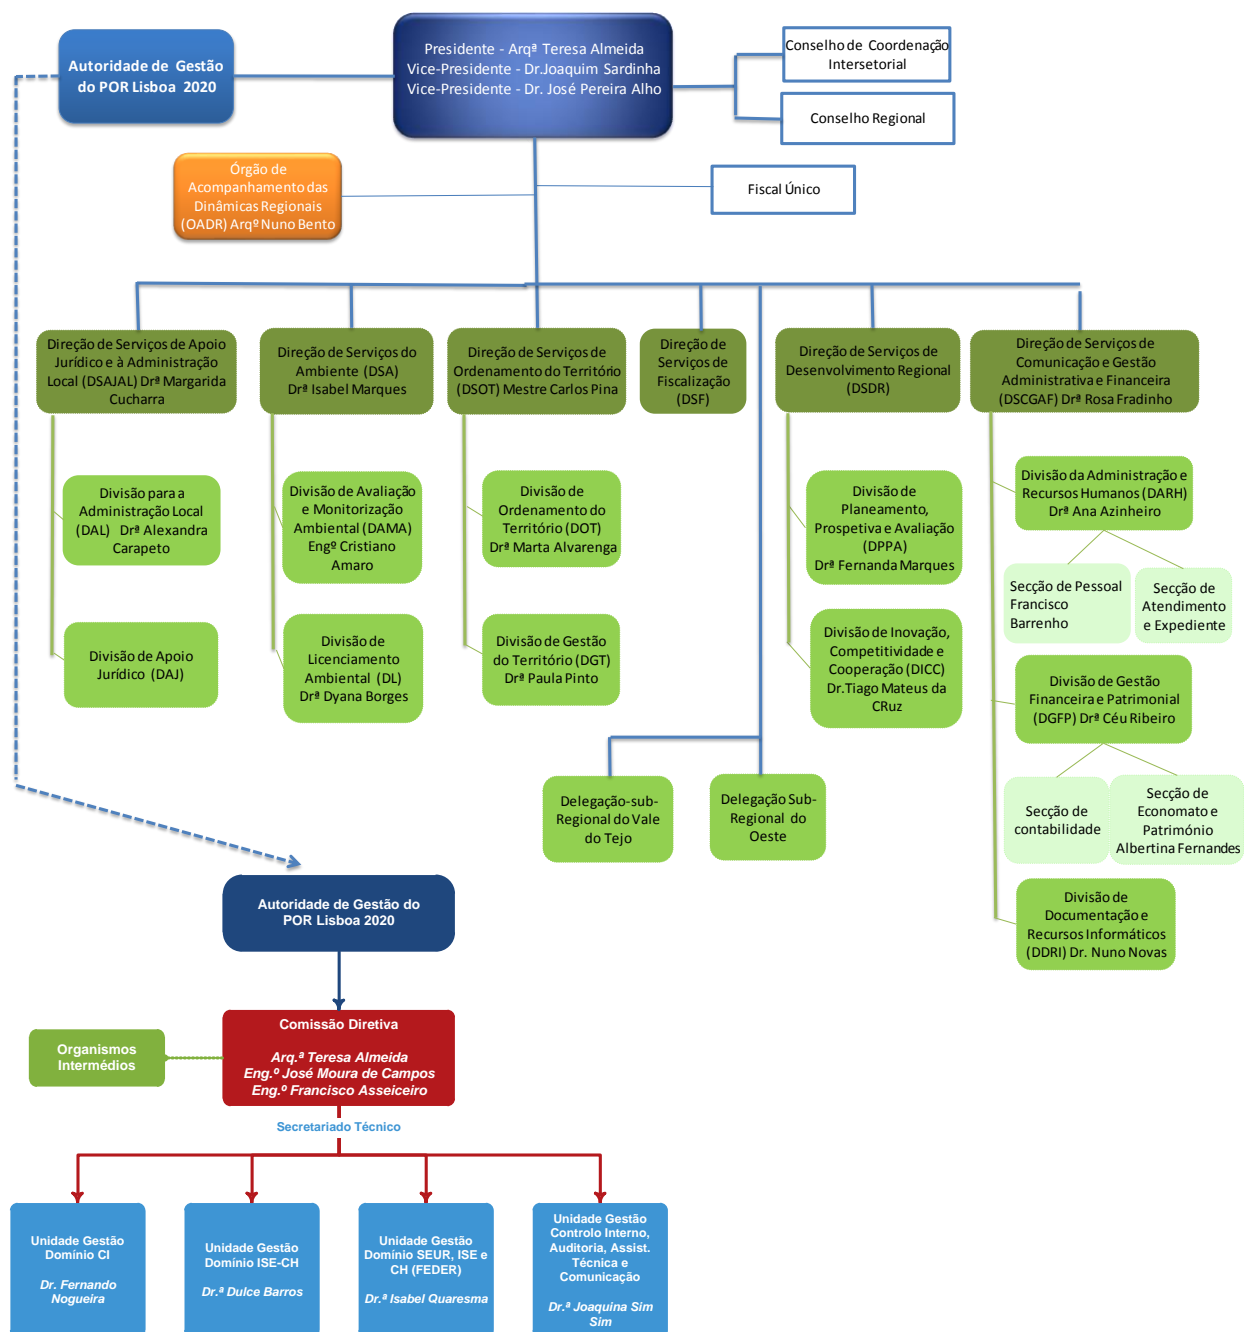 Autoridade de Gestão
do POR Lisboa 2020
Presidente - Arqª Teresa Almeida
Vice-Presidente - Dr.Joaquim Sardinha
Vice-Presidente - Dr. José Pereira Alho
Conselho de Coordenação
Intersetorial
Conselho Regional
Órgão de
Acompanhamento das
Dinâmicas Regionais
(OADR) Arqº Nuno Bento
Fiscal Único
Direção de Serviços de Apoio
Jurídico e à Administração
Local (DSAJAL) Drª Margarida
Cucharra
Direção de Serviços do
Ambiente (DSA)
Drª Isabel Marques
Direção de Serviços de
Ordenamento do Território
(DSOT) Mestre Carlos Pina
Direção de
Serviços de
Fiscalização
(DSF)
Direção de Serviços de
Desenvolvimento Regional
(DSDR)
Direção de Serviços de
Comunicação e Gestão
Administrativa e Financeira
(DSCGAF) Drª Rosa Fradinho
Divisão para a
Administração Local
(DAL) Drª Alexandra
Carapeto
Divisão de Avaliação
e Monitorização
Ambiental (DAMA)
Engº Cristiano
Amaro
Divisão de
Ordenamento do
Território (DOT)
Drª Marta Alvarenga
Divisão de
Planeamento,
Prospetiva e Avaliação
(DPPA)
Drª Fernanda Marques
Divisão da Administração e
Recursos Humanos (DARH)
Drª Ana Azinheiro
Secção de Pessoal
Francisco
Barrenho
Secção de
Atendimento
e Expediente
Divisão de Apoio
Jurídico (DAJ)
Divisão de
Licenciamento
Ambiental (DL)
Drª Dyana Borges
Divisão de Gestão
do Território (DGT)
Drª Paula Pinto
Divisão de Inovação,
Competitividade e
Cooperação (DICC)
Dr.Tiago Mateus da
CRuz
Divisão de Gestão
Financeira e Patrimonial
(DGFP) Drª Céu Ribeiro
Delegação-sub-
Regional do Vale
do Tejo
Delegação Sub-
Regional do
Oeste
Secção de
contabilidade
Secção de
Economato e
Património
Albertina Fernandes
Divisão de
Documentação e
Recursos Informáticos
(DDRI) Dr. Nuno Novas
Autoridade de Gestão do
POR Lisboa 2020
Comissão Diretiva
Arq.ª Teresa Almeida
Eng.º José Moura de Campos
Eng.º Francisco Asseiceiro
Organismos
Intermédios
Secretariado Técnico
Unidade Gestão
Domínio CI
Dr. Fernando
Nogueira
Unidade Gestão
Domínio ISE-CH
Dr.ª Dulce Barros
Unidade Gestão
Domínio SEUR, ISE e
CH (FEDER)
Dr.ª Isabel Quaresma
Unidade Gestão
Controlo Interno,
Auditoria, Assist.
Técnica e
Comunicação
Dr.ª Joaquina Sim
Sim